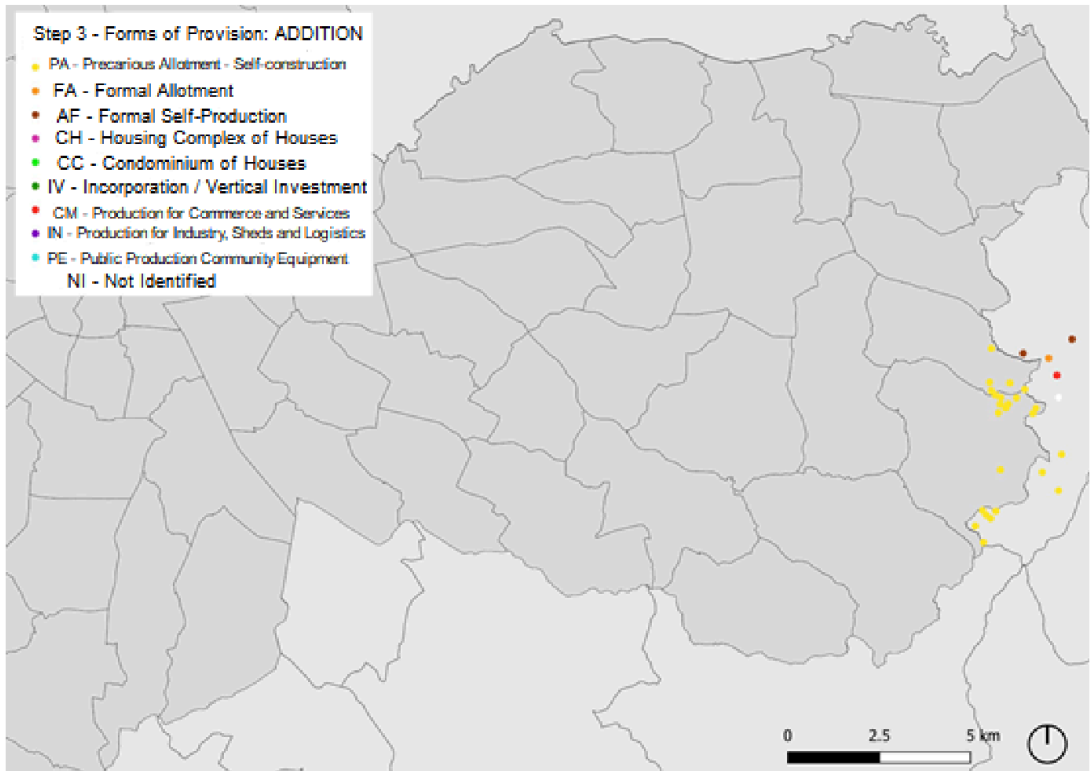 Step 3 - Forms of Provision: ADDITION
PA - Precarious Allotment - Self-construction
FA - Formal Allotment
AF - Formal Self-Production
CH - Housing Complex of Houses
CC - Condominium of Houses
IV - Incorporation / Vertical Investment
CM - Production for Commerce and Services
IN - Production for Industry, Sheds and Logistics
PE - Public Production Community Equipment
NI - Not Identified
0 2.5 5 km